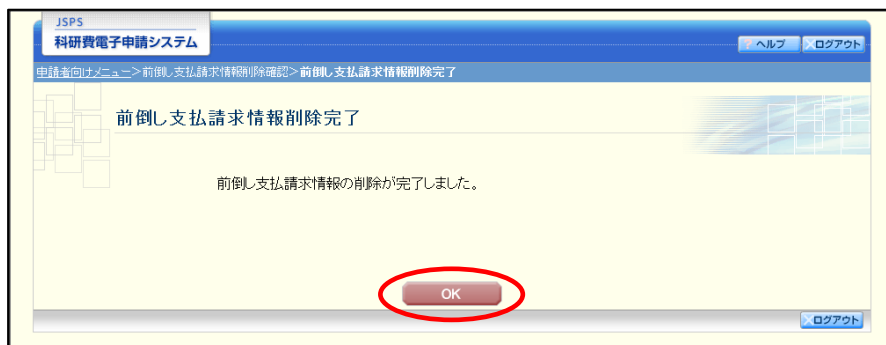 JSPS
科研費電子申請システム
? ヘルプ ×ログアウト
申請者向けメニュー>前倒し支払請求情報削除確認>前倒し支払請求情報削除完了
前倒し支払請求情報削除完了
前倒し支払請求情報の削除が完了しました。
OK
×ログアウト